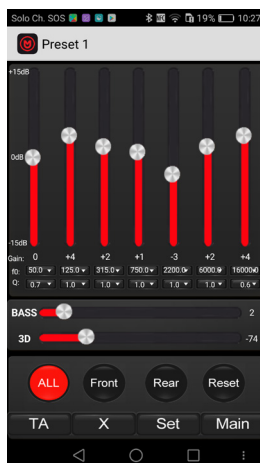 Solo Ch. SOS 19% 10:27
Preset 1
+15dB
0dB
-15dB
Gain: 0 +4 +2 +1 -3 +2 +4
f0: 50.0 125.0 315.0 750.0 2200.0 6000.0 16000.0
Q: 0.7 1.0 1.0 1.0 1.0 1.0 0.6
BASS 2
3D -74
ALL Front Rear Reset
TA X Set Main